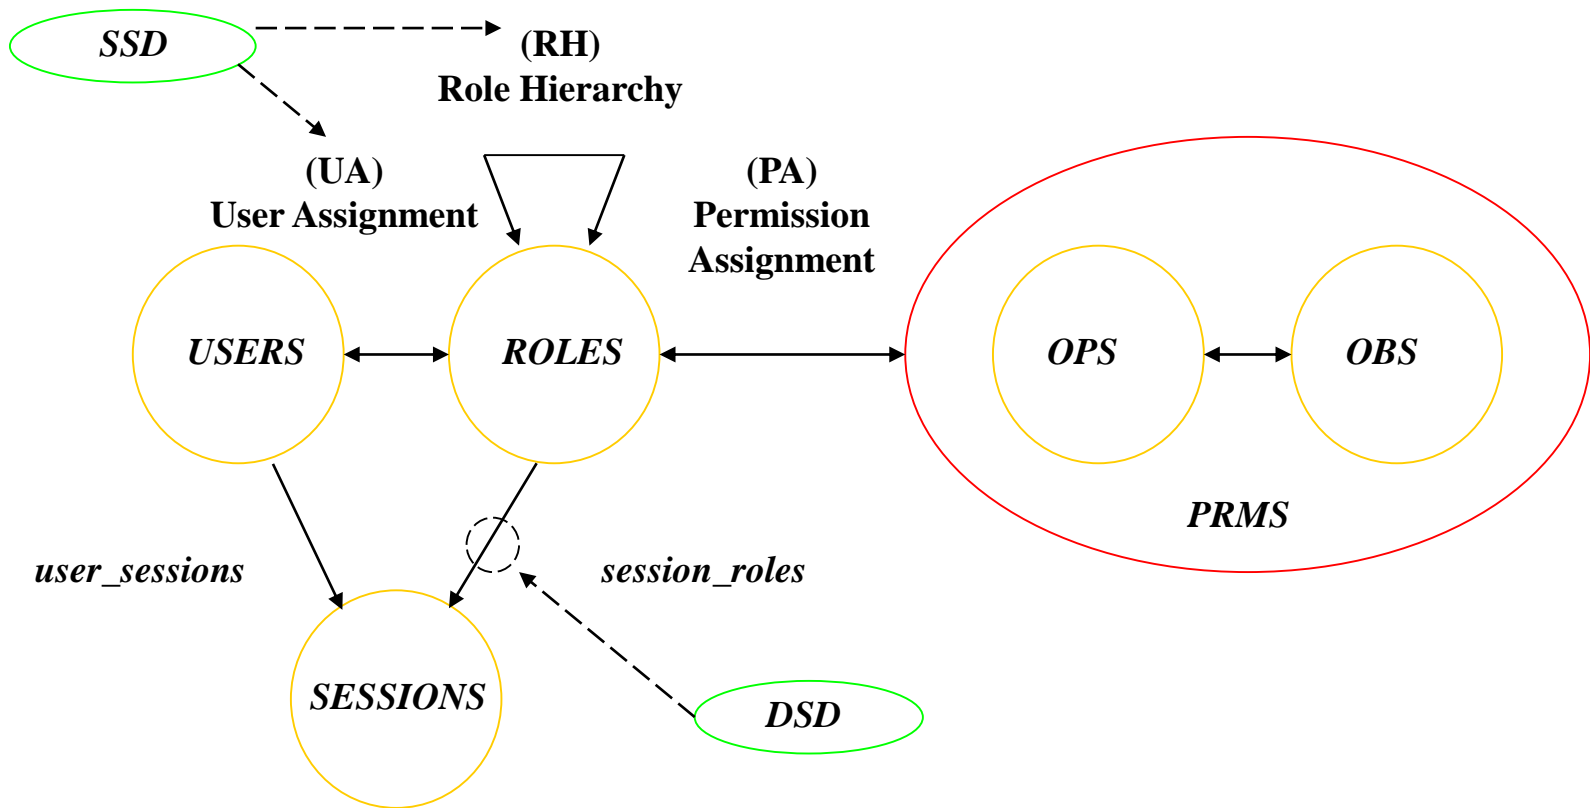 SSD
(RH)
Role Hierarchy
(UA)
User Assignment
(PA)
Permission
Assignment
USERS
ROLES
OPS
OBS
PRMS
user_sessions
session_roles
SESSIONS
DSD